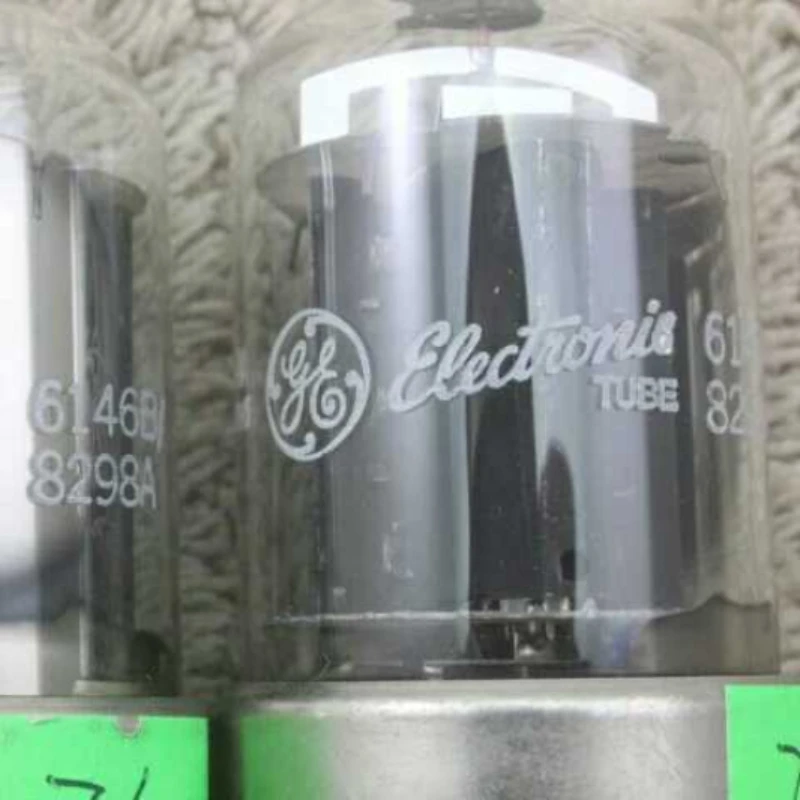 6146B/
8298A
GE Electronic
TUBE
61
82